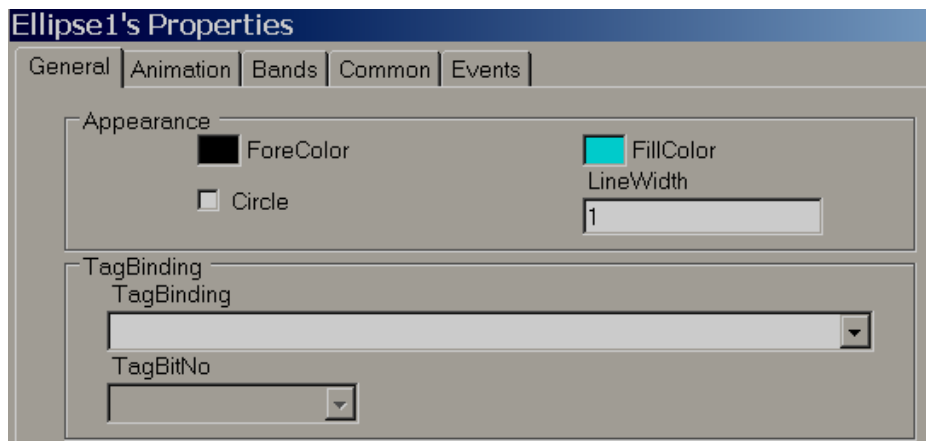 Ellipse1's Properties
General Animation Bands Common Events
Appearance
ForeColor FillColor
Circle LineWidth
1
TagBinding
TagBinding
TagBitNo